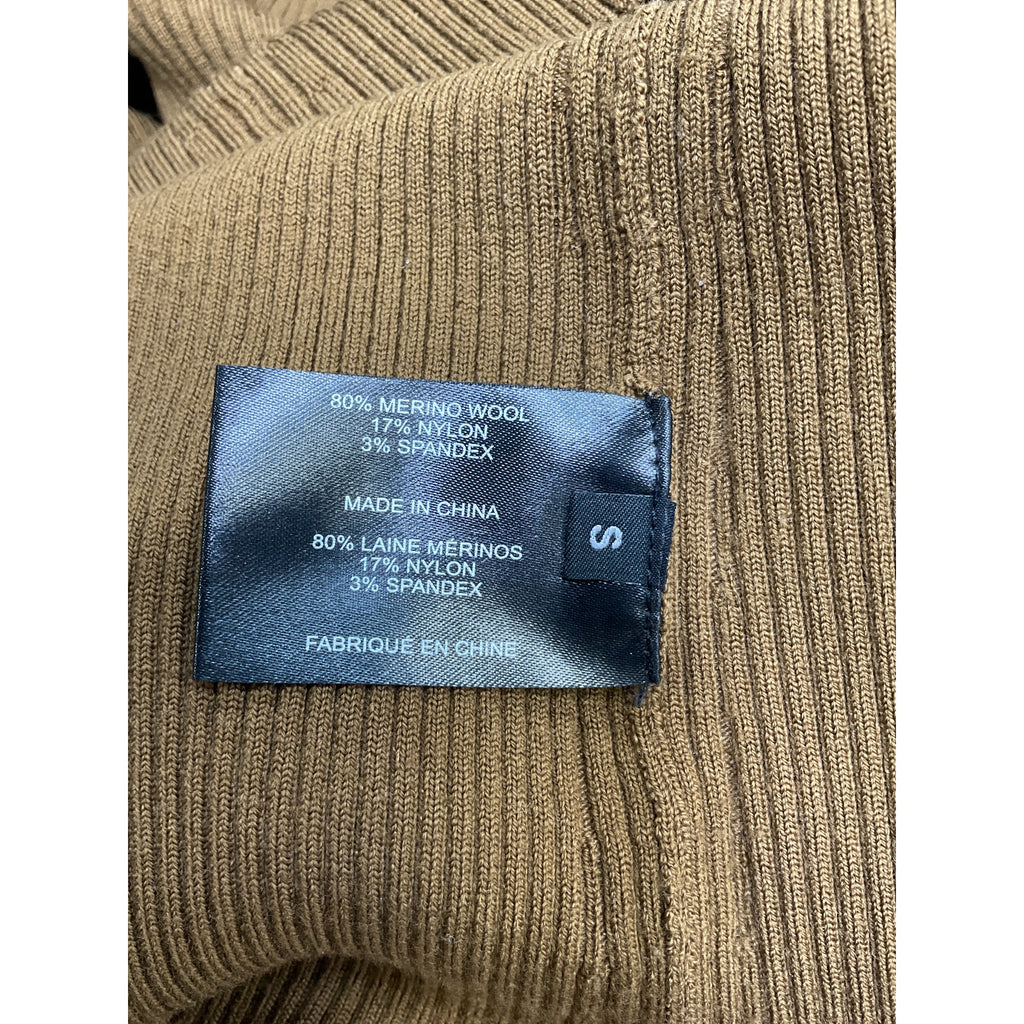 80% MERINO WOOL
17% NYLON
3% SPANDEX
MADE IN CHINA
80% LAINE MÉRINOS
17% NYLON
3% SPANDEX
FABRIQUÉ EN CHINE
S